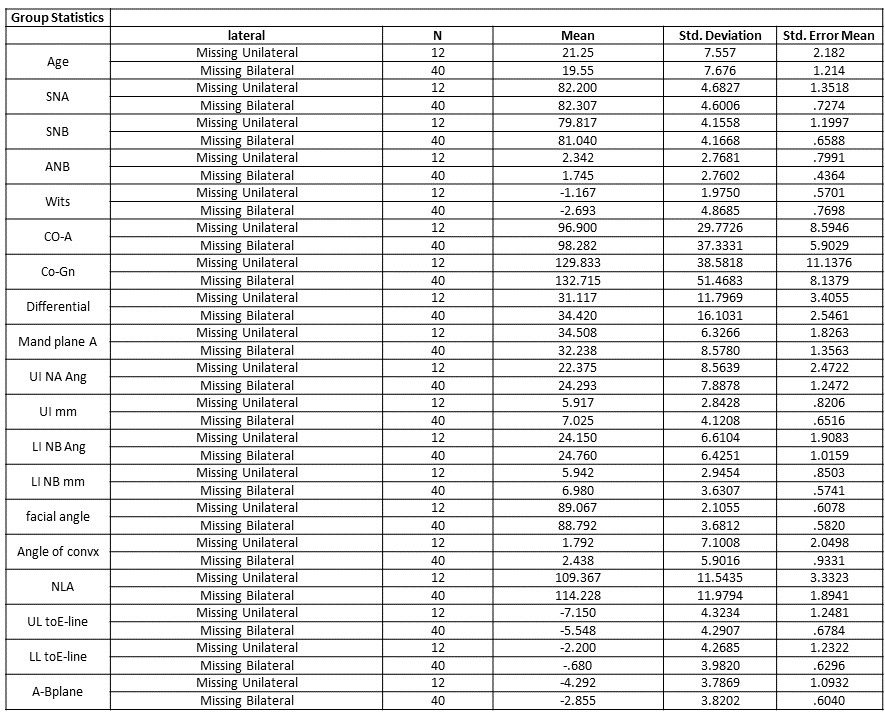 Group Statistics
lateral N Mean Std. Deviation Std. Error Mean
Age Missing Unilateral 12 21.25 7.557 2.182
Missing Bilateral 40 19.55 7.676 1.214
SNA Missing Unilateral 12 82.200 4.6827 1.3518
Missing Bilateral 40 82.307 4.6006 .7274
SNB Missing Unilateral 12 79.817 4.1558 1.1997
Missing Bilateral 40 81.040 4.1668 .6588
ANB Missing Unilateral 12 2.342 2.7681 .7991
Missing Bilateral 40 1.745 2.7602 .4364
Wits Missing Unilateral 12 -1.167 1.9750 .5701
Missing Bilateral 40 -2.693 4.8685 .7698
CO-A Missing Unilateral 12 96.900 29.7726 8.5946
Missing Bilateral 40 98.282 37.3331 5.9029
Co-Gn Missing Unilateral 12 129.833 38.5818 11.1376
Missing Bilateral 40 132.715 51.4683 8.1379
Differential Missing Unilateral 12 31.117 11.7969 3.4055
Missing Bilateral 40 34.420 16.1031 2.5461
Mand plane A Missing Unilateral 12 34.508 6.3266 1.8263
Missing Bilateral 40 32.238 8.5780 1.3563
UI NA Ang Missing Unilateral 12 22.375 8.5639 2.4722
Missing Bilateral 40 24.293 7.8878 1.2472
UI mm Missing Unilateral 12 5.917 2.8428 .8206
Missing Bilateral 40 7.025 4.1208 .6516
LI NB Ang Missing Unilateral 12 24.150 6.6104 1.9083
Missing Bilateral 40 24.760 6.4251 1.0159
LI NB mm Missing Unilateral 12 5.942 2.9454 .8503
Missing Bilateral 40 6.980 3.6307 .5741
facial angle Missing Unilateral 12 89.067 2.1055 .6078
Missing Bilateral 40 88.792 3.6812 .5820
Angle of convx Missing Unilateral 12 1.792 7.1008 2.0498
Missing Bilateral 40 2.438 5.9016 .9331
NLA Missing Unilateral 12 109.367 11.5435 3.3323
Missing Bilateral 40 114.228 11.9794 1.8941
UL toE-line Missing Unilateral 12 -7.150 4.3234 1.2481
Missing Bilateral 40 -5.548 4.2907 .6784
LL toE-line Missing Unilateral 12 -2.200 4.2685 1.2322
Missing Bilateral 40 -.680 3.9820 .6296
A-Bplane Missing Unilateral 12 -4.292 3.7869 1.0932
Missing Bilateral 40 -2.855 3.8202 .6040